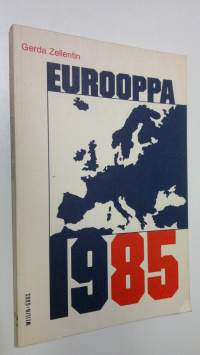 Gerda Zellentin
EUROOPPA
1985
WEILIN+GÖÖS